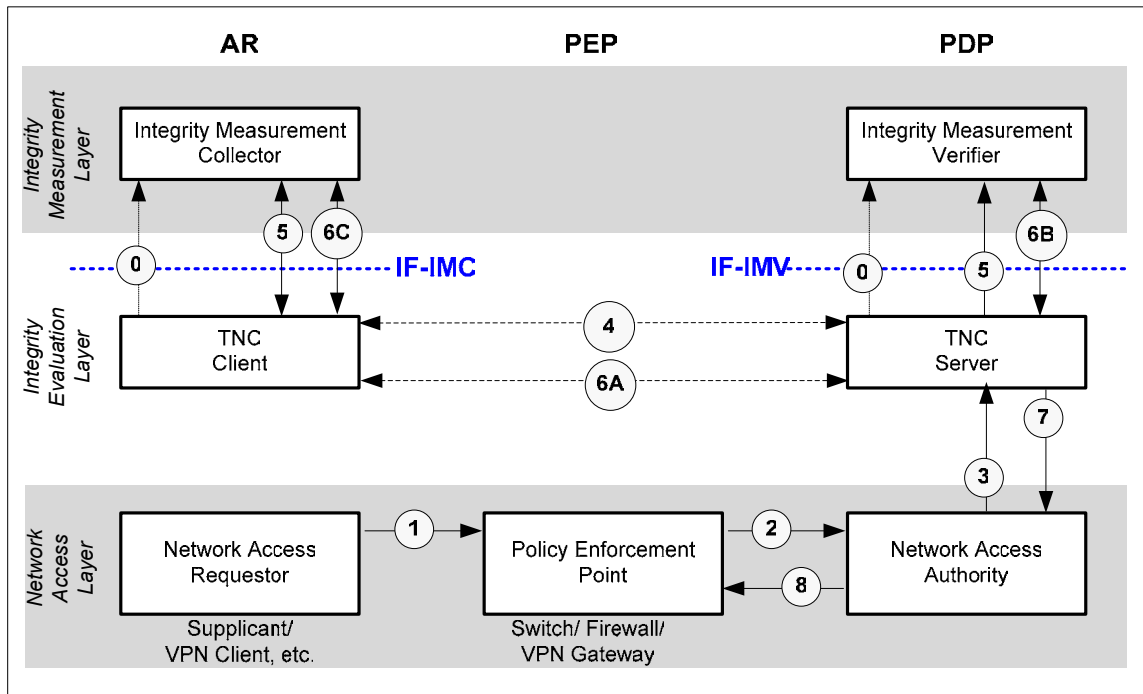 AR
PEP
PDP
Integrity
Measurement
Layer
Integrity Measurement
Collector
Integrity Measurement
Verifier
0
5
6C
0
5
6B
IF-IMC
IF-IMV
Integrity
Evaluation
Layer
TNC
Client
4
6A
TNC
Server
3
7
Network
Access
Layer
Network Access
Requestor
1
Policy Enforcement
Point
2
8
Network Access
Authority
Supplicant/
VPN Client, etc.
Switch/ Firewall/
VPN Gateway